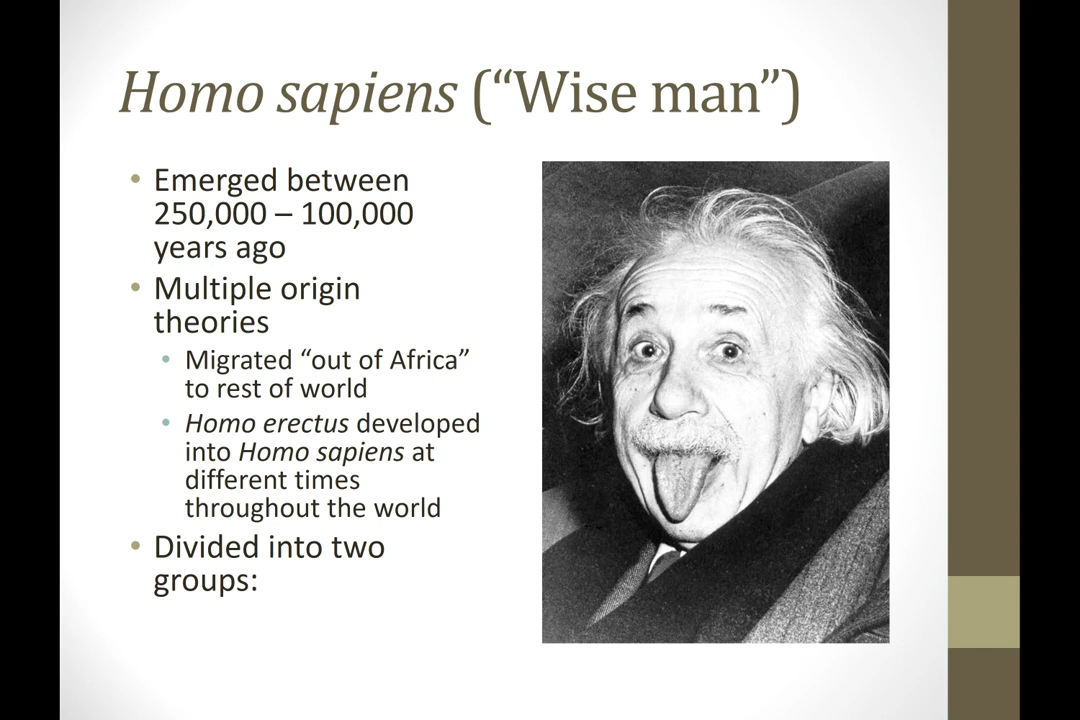 Homo sapiens (“Wise man”)
• Emerged between
250,000 – 100,000
years ago
• Multiple origin
theories
• Migrated “out of Africa”
to rest of world
• Homo erectus developed
into Homo sapiens at
different times
throughout the world
• Divided into two
groups: